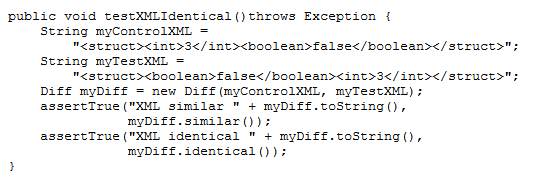 public void testXMLIdentical()throws Exception {
    String myControlXML =
        "<struct><int>3</int><boolean>false</boolean></struct>";
    String myTestXML =
        "<struct><boolean>false</boolean><int>3</int></struct>";
    Diff myDiff = new Diff(myControlXML, myTestXML);
    assertTrue("XML similar " + myDiff.toString(),
               myDiff.similar());
    assertTrue("XML identical " + myDiff.toString(),
               myDiff.identical());
}